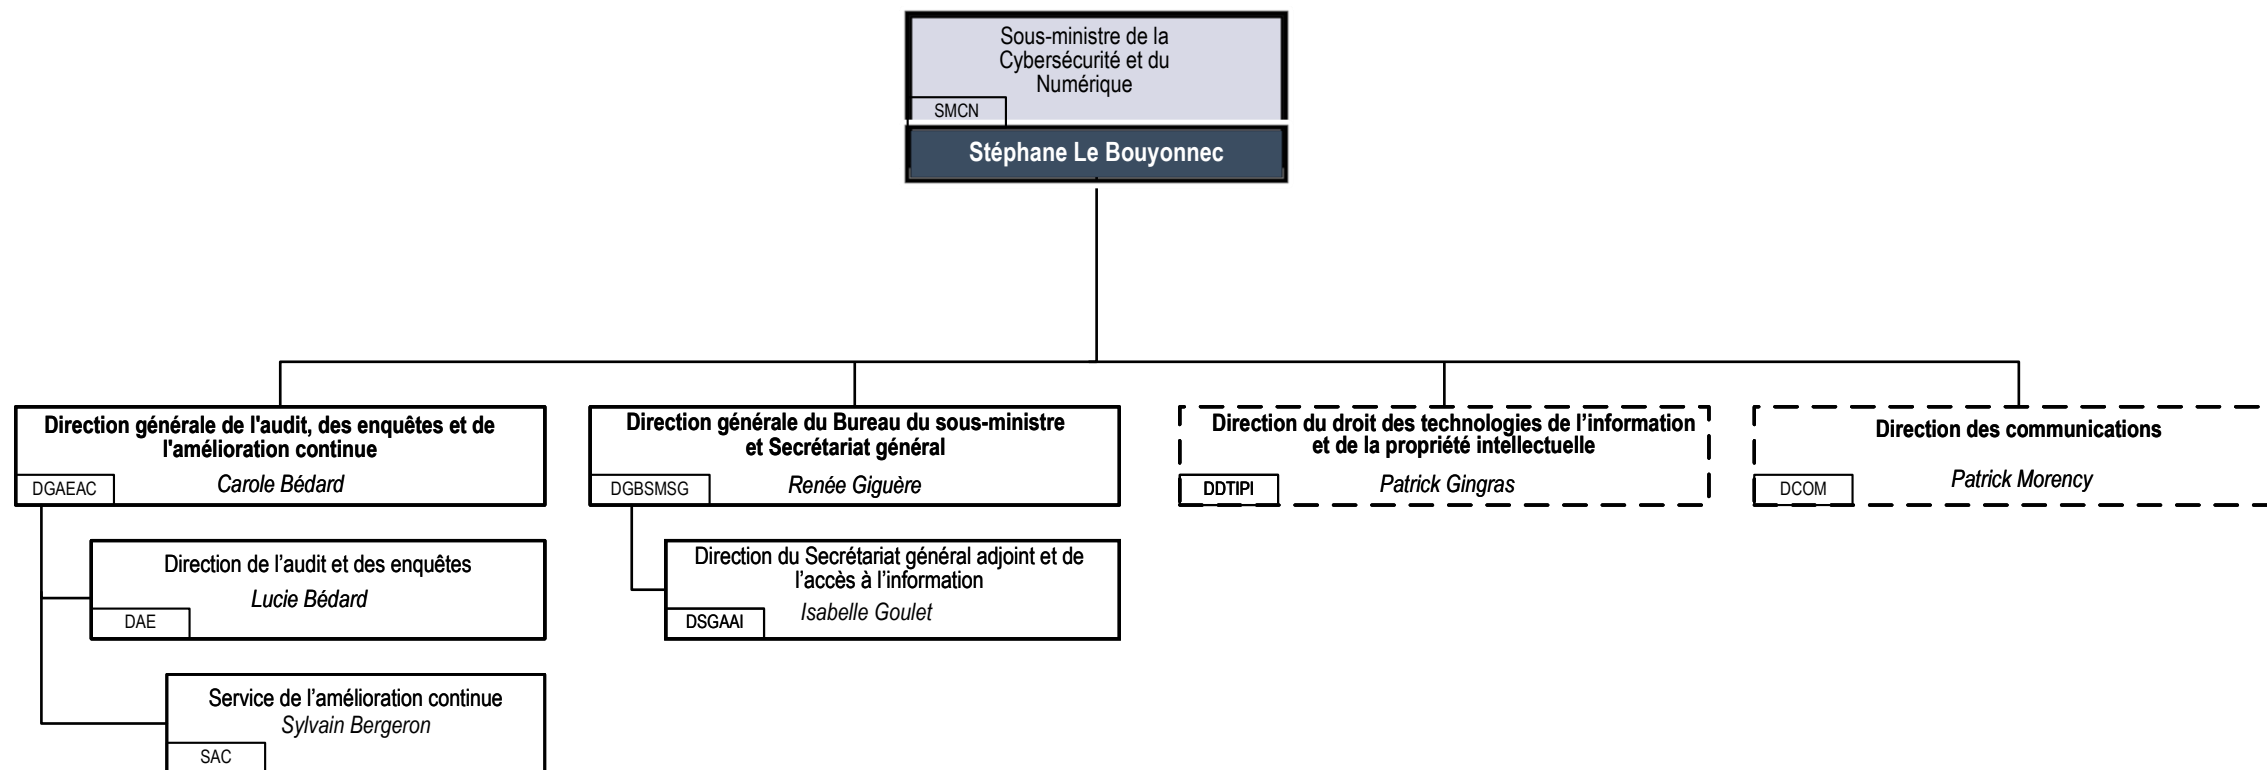 Sous-ministre de la
Cybersécurité et du
Numérique
SMCN
Stéphane Le Bouyonnec
Direction générale de l'audit, des enquêtes et de
l'amélioration continue
Carole Bédard
DGAEAC
Direction de l’audit et des enquêtes
Lucie Bédard
DAE
Service de l’amélioration continue
Sylvain Bergeron
SAC
Direction générale du Bureau du sous-ministre
et Secrétariat général
Renée Giguère
DGBSMSG
Direction du Secrétariat général adjoint et de
l’accès à l’information
Isabelle Goulet
DSGAAI
Direction du droit des technologies de l’information
et de la propriété intellectuelle
Patrick Gingras
DDTIPI
Direction des communications
Patrick Morency
DCOM